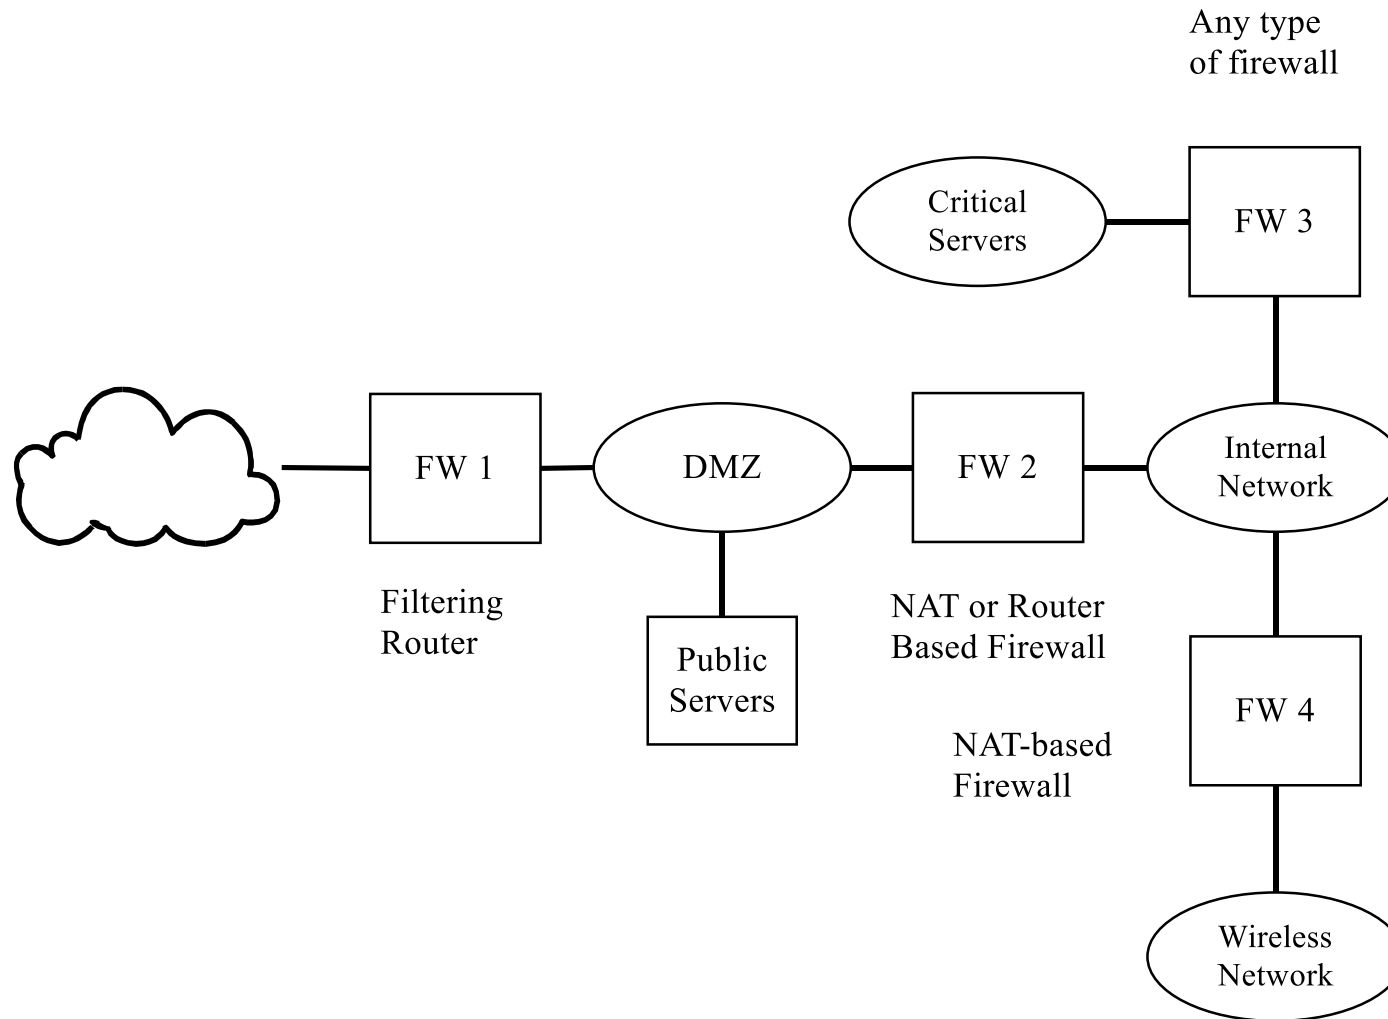 Any type
of firewall
Critical
Servers
FW 3
FW 1
DMZ
FW 2
Internal
Network
Filtering
Router
NAT or Router
Based Firewall
Public
Servers
FW 4
NAT-based
Firewall
Wireless
Network